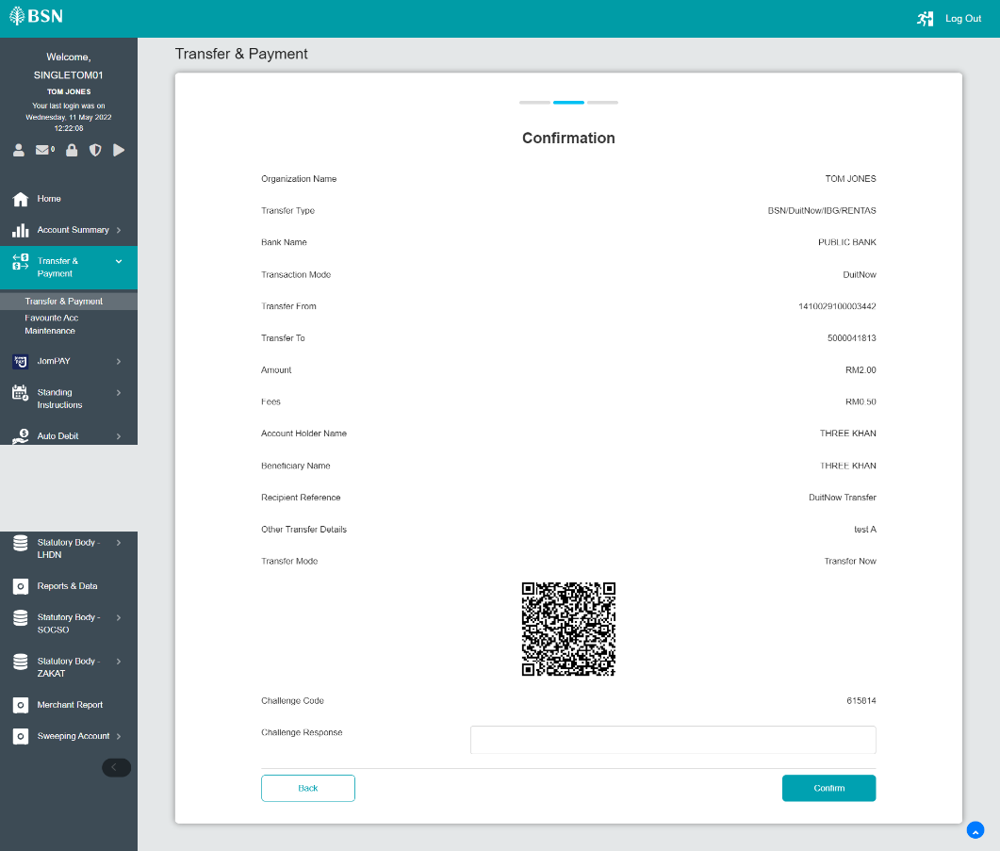 BSN
Log Out
Welcome,
SINGLETOM01
TOM JONES
Your last login was on
Wednesday, 11 May 2022
12:22:08
0
Home
Account Summary
Transfer &
Payment
Transfer & Payment
Favourite Acc
Maintenance
JomPAY
Standing
Instructions
Auto Debit
Statutory Body -
LHDN
Reports & Data
Statutory Body -
SOCSO
Statutory Body -
ZAKAT
Merchant Report
Sweeping Account
Transfer & Payment
Confirmation
Organization Name TOM JONES
Transfer Type BSN/DuitNow/IBG/RENTAS
Bank Name PUBLIC BANK
Transaction Mode DuitNow
Transfer From 1410029100003442
Transfer To 5000041813
Amount RM2.00
Fees RM0.50
Account Holder Name THREE KHAN
Beneficiary Name THREE KHAN
Recipient Reference DuitNow Transfer
Other Transfer Details test A
Transfer Mode Transfer Now
Challenge Code 615814
Challenge Response
Back Confirm